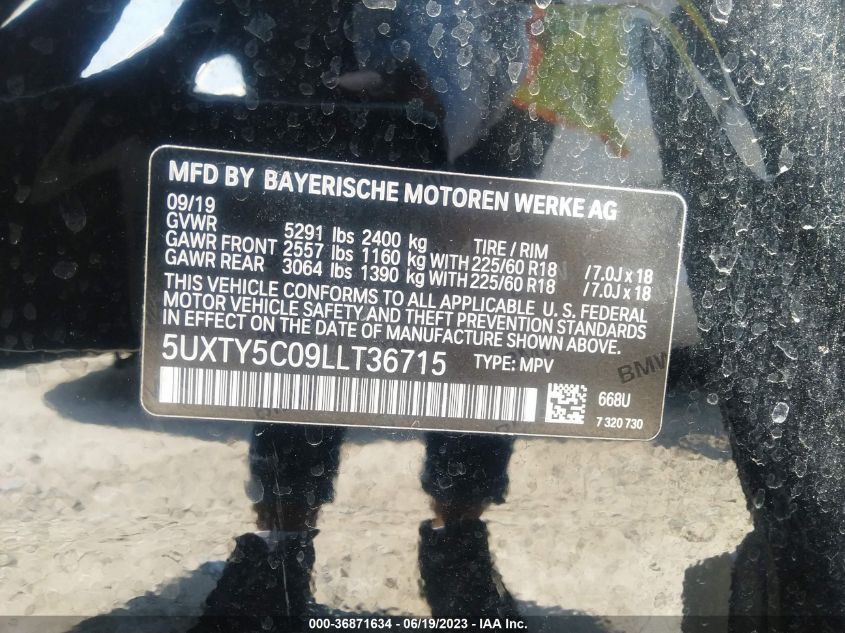 MFD BY BAYERISCHE MOTOREN WERKE AG
09/19
GVWR 5291 lbs 2400 kg TIRE / RIM
GAWR FRONT 2557 lbs 1160 kg WITH 225/60 R18 / 7.0J x 18
GAWR REAR 3064 lbs 1390 kg WITH 225/60 R18 / 7.0J x 18
THIS VEHICLE CONFORMS TO ALL APPLICABLE U. S. FEDERAL
MOTOR VEHICLE SAFETY AND THEFT PREVENTION STANDARDS
IN EFFECT ON THE DATE OF MANUFACTURE SHOWN ABOVE.
5UXTY5C09LLT36715 TYPE: MPV
BMW
668U
7 320 730
000-36871634 - 06/19/2023 - IAA Inc.